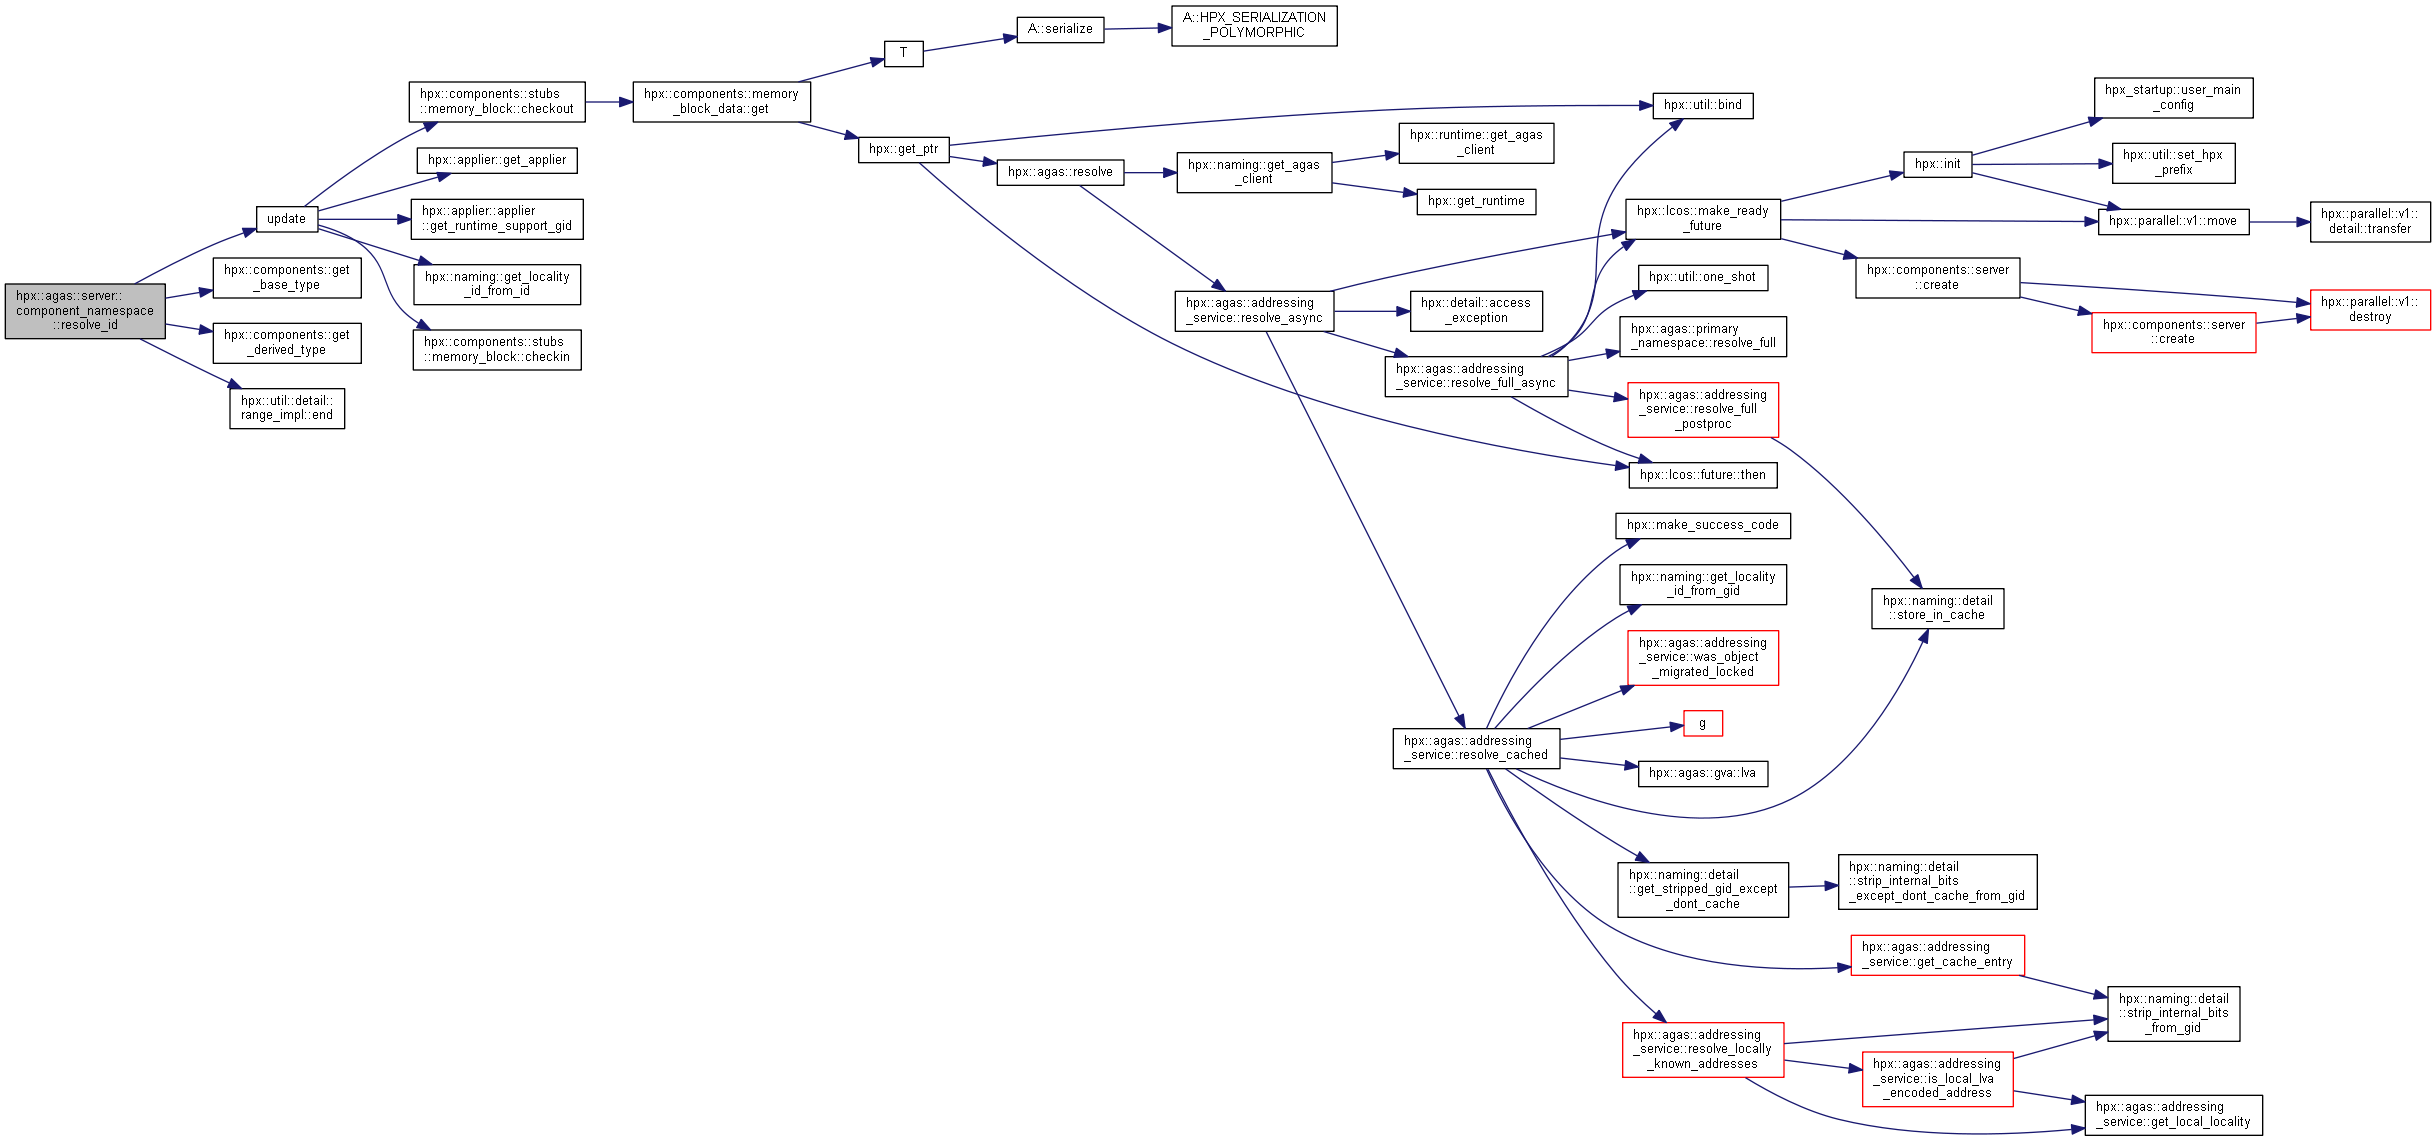 hpx::agas::server::
component_namespace
::resolve_id
update
hpx::components::get
_base_type
hpx::components::get
_derived_type
hpx::util::detail::
range_impl::end
hpx::components::stubs
::memory_block::checkout
hpx::applier::get_applier
hpx::applier::applier
::get_runtime_support_gid
hpx::naming::get_locality
_id_from_id
hpx::components::stubs
::memory_block::checkin
hpx::components::memory
_block_data::get
T
hpx::get_ptr
A::serialize
A::HPX_SERIALIZATION
_POLYMORPHIC
hpx::agas::resolve
hpx::naming::get_agas
_client
hpx::runtime::get_agas
_client
hpx::get_runtime
hpx::agas::addressing
_service::resolve_async
hpx::detail::access
_exception
hpx::agas::addressing
_service::resolve_full_async
hpx::agas::addressing
_service::resolve_cached
hpx::util::bind
hpx::lcos::make_ready
_future
hpx::util::one_shot
hpx::agas::primary
_namespace::resolve_full
hpx::agas::addressing
_service::resolve_full
_postproc
hpx::lcos::future::then
hpx::make_success_code
hpx::naming::get_locality
_id_from_gid
hpx::agas::addressing
_service::was_object
_migrated_locked
g
hpx::agas::gva::lva
hpx::naming::detail
::get_stripped_gid_except
_dont_cache
hpx::agas::addressing
_service::resolve_locally
_known_addresses
hpx::init
hpx::components::server
::create
hpx::naming::detail
::store_in_cache
hpx::naming::detail
::strip_internal_bits
_except_dont_cache_from_gid
hpx::agas::addressing
_service::get_cache_entry
hpx::agas::addressing
_service::is_local_lva
_encoded_address
hpx_startup::user_main
_config
hpx::util::set_hpx
_prefix
hpx::parallel::v1::move
hpx::components::server
::create
hpx::naming::detail
::strip_internal_bits
_from_gid
hpx::agas::addressing
_service::get_local_locality
hpx::parallel::v1::
detail::transfer
hpx::parallel::v1::
destroy